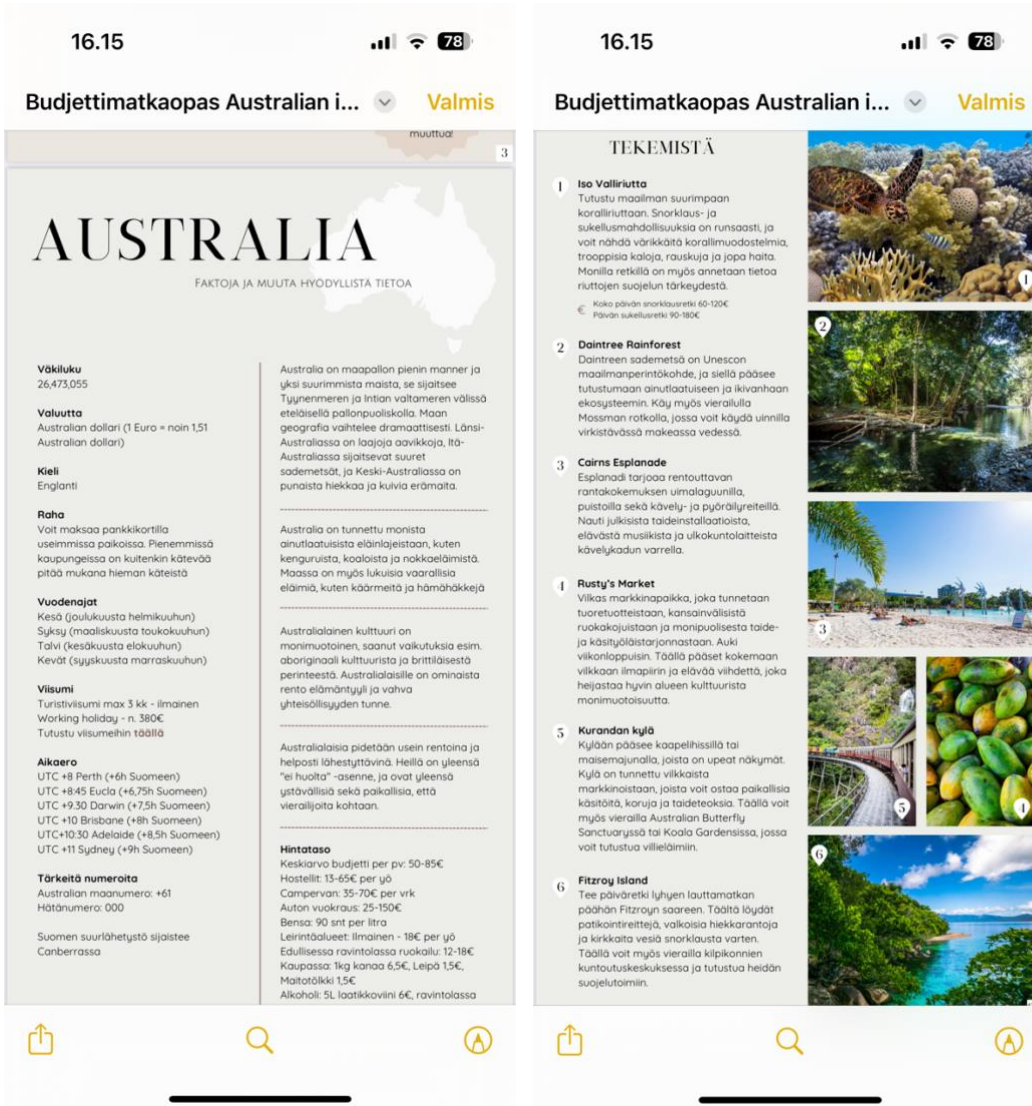 16.15
78
Budjettimatkaopas Australian i...
Valmis
muuttua!
3
AUSTRALIA
FAKTOJA JA MUUTA HYÖDYLLISTÄ TIETOA
Väkiluku
26,473,055
Valuutta
Australian dollari (1 Euro = noin 1,51
Australian dollari)
Kieli
Englanti
Raha
Voit maksaa pankkikortilla
useimmissa paikoissa. Pienemmissä
kaupungeissa on kuitenkin kätevää
pitää mukana hieman käteistä
Vuodenajat
Kesä (joulukuusta helmikuuhun)
Syksy (maaliskuusta toukokuuhun)
Talvi (kesäkuusta elokuuhun)
Kevät (syyskuusta marraskuuhun)
Viisumi
Turistiviisumi max 3 kk - ilmainen
Working holiday - n. 380€
Tutustu viisumeihin täällä
Aikaero
UTC +8 Perth (+6h Suomeen)
UTC +8:45 Eucla (+6,75h Suomeen)
UTC +9.30 Darwin (+7,5h Suomeen)
UTC +10 Brisbane (+8h Suomeen)
UTC+10:30 Adelaide (+8,5h Suomeen)
UTC +11 Sydney (+9h Suomeen)
Tärkeitä numeroita
Australian maanumero: +61
Hätänumero: 000
Suomen suurlähetystö sijaistee
Canberrassa
Australia on maapallon pienin manner ja
yksi suurimmista maista, se sijaitsee
Tyynenmeren ja Intian valtameren välissä
eteläisellä pallonpuoliskolla. Maan
geografia vaihtelee dramaattisesti. Länsi-
Australiassa on laajoja aavikkoja, Itä-
Australiassa sijaitsevat suuret
sademetsät, ja Keski-Australiassa on
punaista hiekkaa ja kuivia erämaita.
Australia on tunnettu monista
ainutlaatuisista eläinlajeistaan, kuten
kenguruista, koaloista ja nokkaeläimistä.
Maassa on myös lukuisia vaarallisia
eläimiä, kuten käärmeitä ja hämähäkkejä
Australialainen kulttuuri on
monimuotoinen, saanut vaikutuksia esim.
aboriginaali kulttuurista ja brittiläisestä
perinteestä. Australialaisille on ominaista
rento elämäntyyli ja vahva
yhteisöllisyyden tunne.
Australialaisia pidetään usein rentoina ja
helposti lähestyttävinä. Heillä on yleensä
"ei huolta" -asenne, ja ovat yleensä
ystävällisiä sekä paikallisia, että
vierailijoita kohtaan.
Hintataso
Keskiarvo budjetti per pv: 50-85€
Hostellit: 13-65€ per yö
Campervan: 35-70€ per vrk
Auton vuokraus: 25-150€
Bensa: 90 snt per litra
Leirintäalueet: Ilmainen - 18€ per yö
Edullisessa ravintolassa ruokailu: 12-18€
Kaupassa: 1kg kanaa 6,5€, Leipä 1,5€,
Maitotölkki 1,5€
Alkoholi: 5L laatikkoviini 6€, ravintolassa
16.15
78
Budjettimatkaopas Australian i...
Valmis
TEKEMISTÄ
1
Iso Valliriutta
Tutustu maailman suurimpaan
koralliriuttaan. Snorklaus- ja
sukellusmahdollisuuksia on runsaasti, ja
voit nähdä värikkäitä korallimuodostelmia,
trooppisia kaloja, rauskuja ja jopa haita.
Monilla retkillä on myös annetaan tietoa
riuttojen suojelun tärkeydestä.
€
Koko päivän snorklausretki 60-120€
Päivän sukellusretki 90-180€
2
Daintree Rainforest
Daintreen sademetsä on Unescon
maailmanperintökohde, ja siellä pääsee
tutustumaan ainutlaatuiseen ja ikivanhaan
ekosysteemin. Käy myös vierailulla
Mossman rotkolla, jossa voit käydä uinnilla
virkistävässä makeassa vedessä.
3
Cairns Esplanade
Esplanadi tarjoaa rentouttavan
rantakokemuksen uimalaguunilla,
puistoilla sekä kävely- ja pyöräilyreiteillä.
Nauti julkisista taideinstallaatioista,
elävästä musiikista ja ulkokuntolaitteista
kävelykadun varrella.
4
Rusty's Market
Vilkas markkinapaikka, joka tunnetaan
tuoretuotteistaan, kansainvälisistä
ruokakojuistaan ja monipuolisesta taide-
ja käsityöläistarjonnastaan. Auki
viikonloppuisin. Täällä pääset kokemaan
vilkkaan ilmapiirin ja elävää viihdettä, joka
heijastaa hyvin alueen kulttuurista
monimuotoisuutta.
5
Kurandan kylä
Kylään pääsee kaapelihissillä tai
maisemajunalla, joista on upeat näkymät.
Kylä on tunnettu vilkkaista
markkinoistaan, joista voit ostaa paikallisia
käsitöitä, koruja ja taideteoksia. Täällä voit
myös vierailla Australian Butterfly
Sanctuaryssä tai Koala Gardensissa, jossa
voit tutustua villieläimiin.
6
Fitzroy Island
Tee päiväretki lyhyen lauttamatkan
päähän Fitzroyn saareen. Täältä löydät
patikointireittejä, valkoisia hiekkarantoja
ja kirkkaita vesiä snorklausta varten.
Täällä voit myös vierailla kilpikonnien
kuntoutuskeskuksessa ja tutustua heidän
suojelutoimiin.
1
2
3
5
4
6